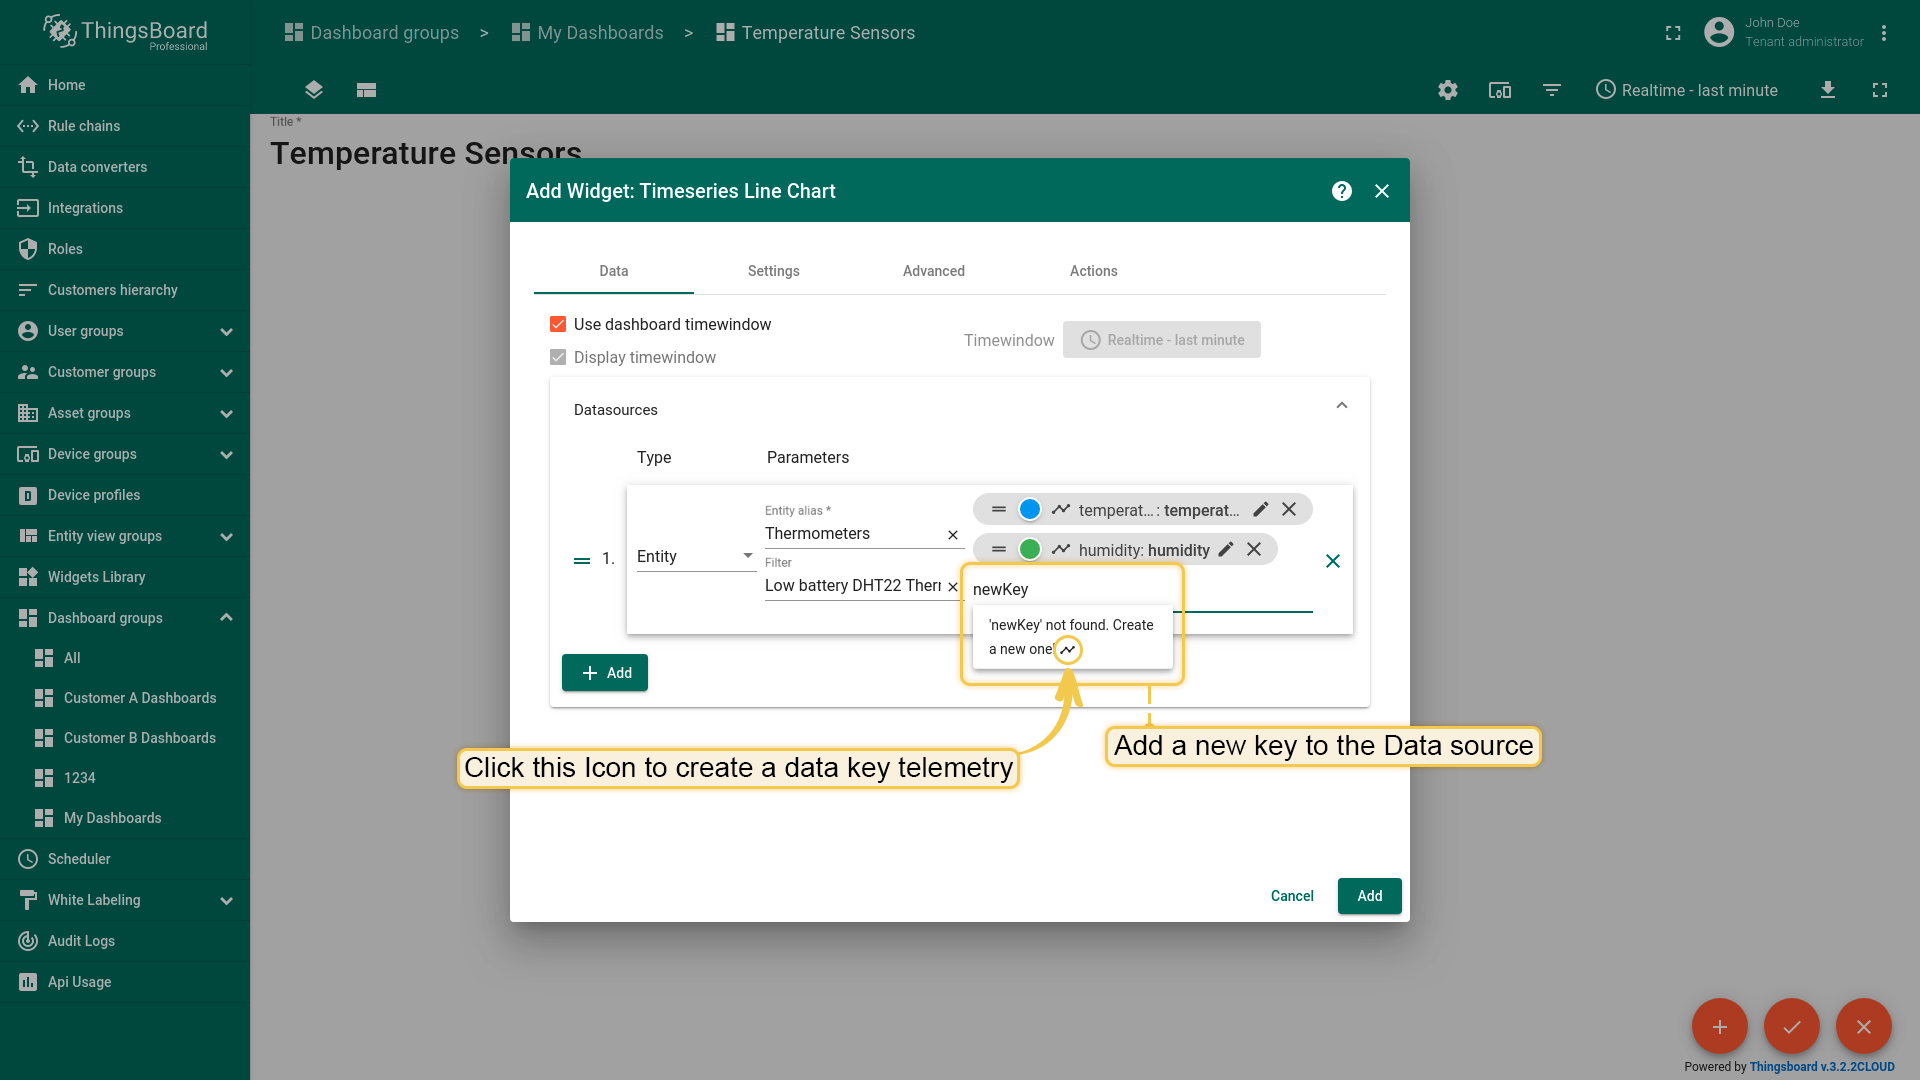 ThingsBoard
Professional
Dashboard groups > My Dashboards > Temperature Sensors
John Doe
Tenant administrator
Realtime - last minute
Home
Rule chains
Data converters
Integrations
Roles
Customers hierarchy
User groups
Customer groups
Asset groups
Device groups
Device profiles
Entity view groups
Widgets Library
Dashboard groups
All
Customer A Dashboards
Customer B Dashboards
1234
My Dashboards
Scheduler
White Labeling
Audit Logs
Api Usage
Title *
Temperature Sensors
Add Widget: Timeseries Line Chart
Data Settings Advanced Actions
Use dashboard timewindow
Display timewindow
Timewindow Realtime - last minute
Datasources
Type Parameters
1. Entity
Entity alias *
Thermometers
Filter
Low battery DHT22 Ther
temperat... : temperat...
humidity: humidity
newKey
'newKey' not found. Create
a new one!
Add
Click this Icon to create a data key telemetry
Add a new key to the Data source
Cancel Add
Powered by Thingsboard v.3.2.2CLOUD